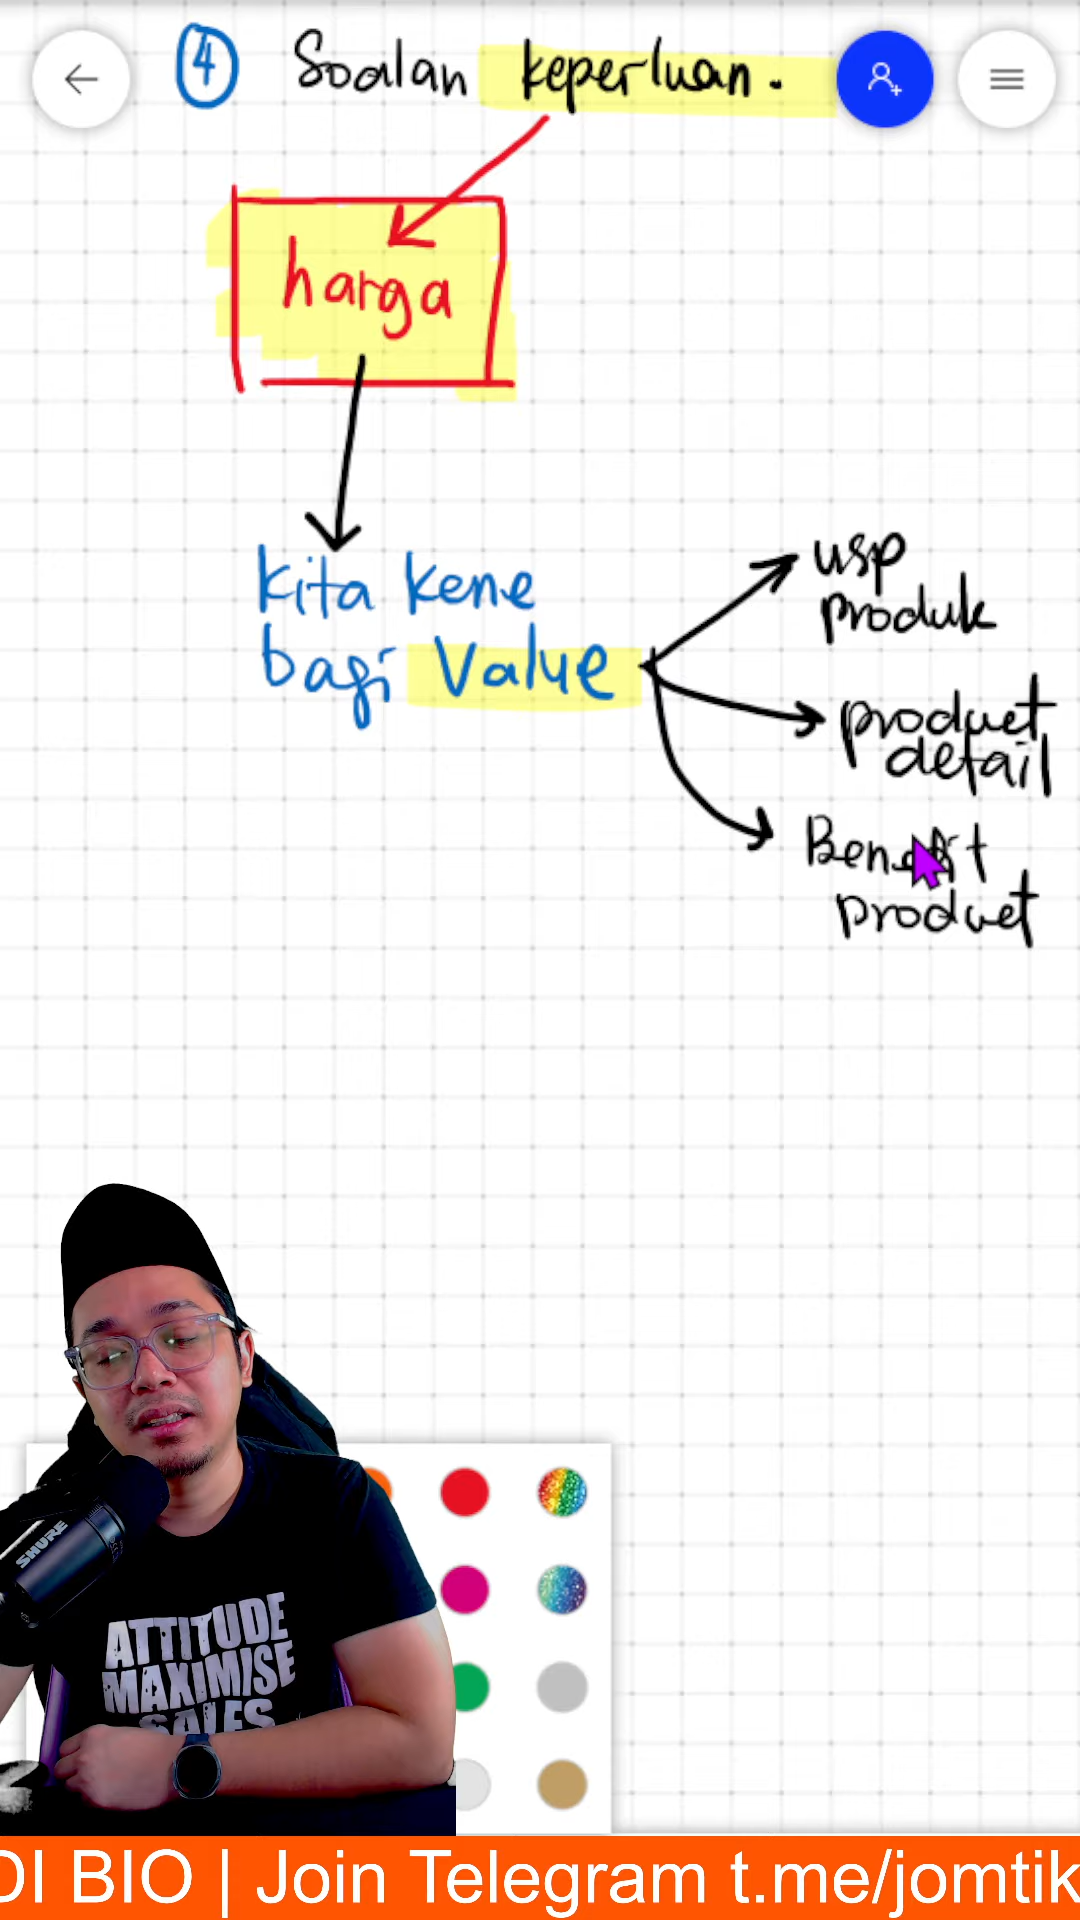 4 Soalan keperluan.
harga
kita kene
bagi Value
usp
produk
product
detail
Benefit
product
SHURE
ATTITUDE
MAXIMISE
SALES
DI BIO | Join Telegram t.me/jomtik